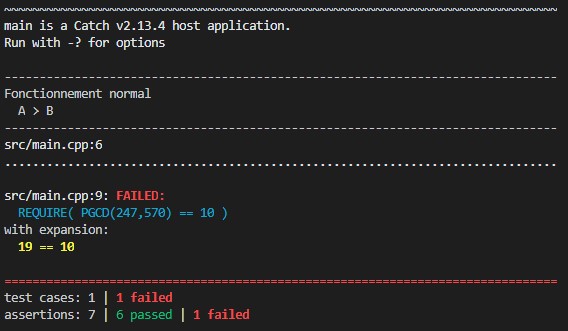 ~~~~~~~~~~~~~~~~~~~~~~~~~~~~~~~~~~~~~~~~~~~~~~~~~~~~~~~~~~~~~~~~~~~~~~~~~~~~~~~
main is a Catch v2.13.4 host application.
Run with -? for options
-------------------------------------------------------------------------------
Fonctionnement normal
A > B
-------------------------------------------------------------------------------
src/main.cpp:6
...............................................................................
src/main.cpp:9: FAILED:
REQUIRE( PGCD(247,570) == 10 )
with expansion:
19 == 10
===============================================================================
test cases: 1 | 1 failed
assertions: 7 | 6 passed | 1 failed